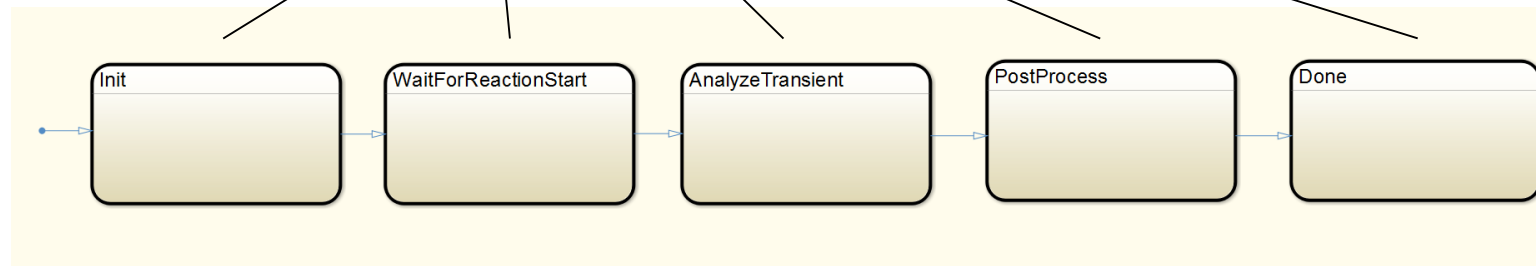 Init
WaitForReactionStart
AnalyzeTransient
PostProcess
Done